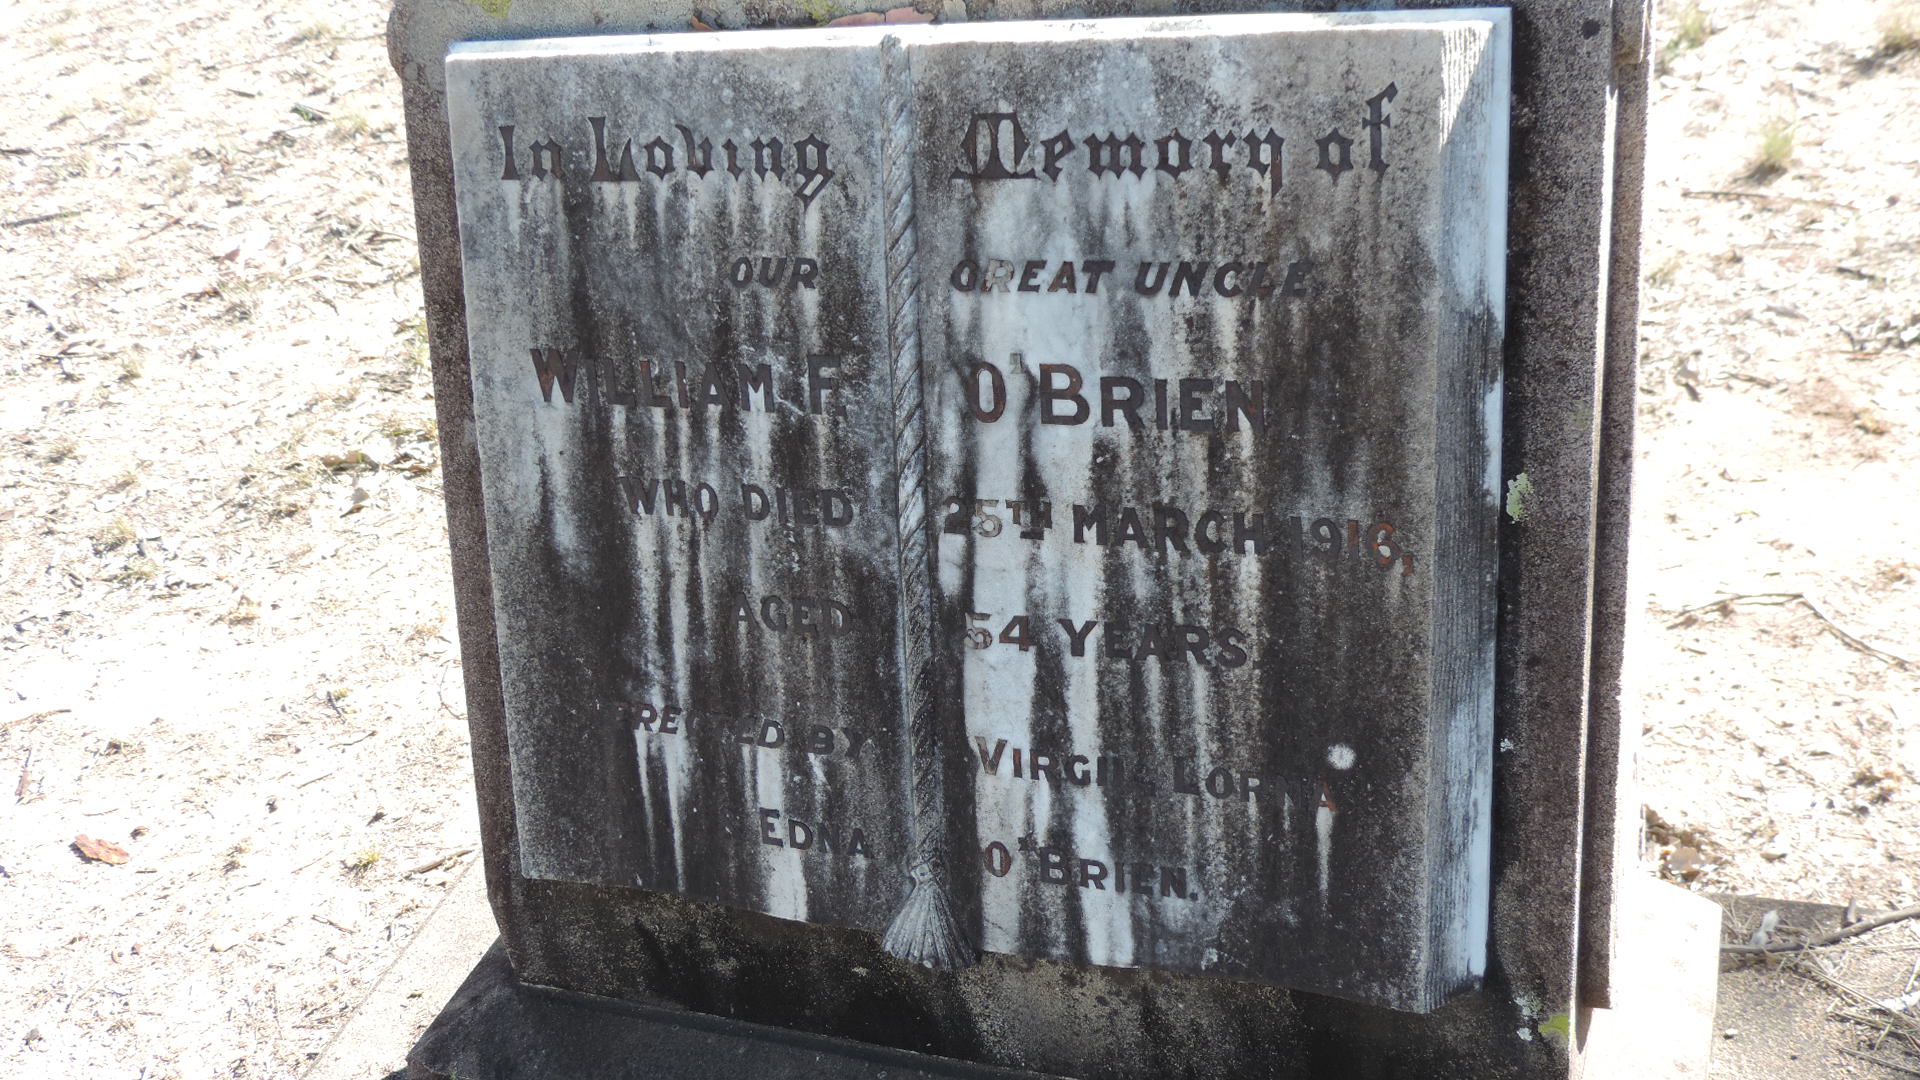 In Loving Memory of
OUR GREAT UNCLE
WILLIAM F. O'BRIEN
WHO DIED 25TH MARCH 1916,
AGED 54 YEARS
ERECTED BY VIRGIL, LORNA
EDNA O'BRIEN.